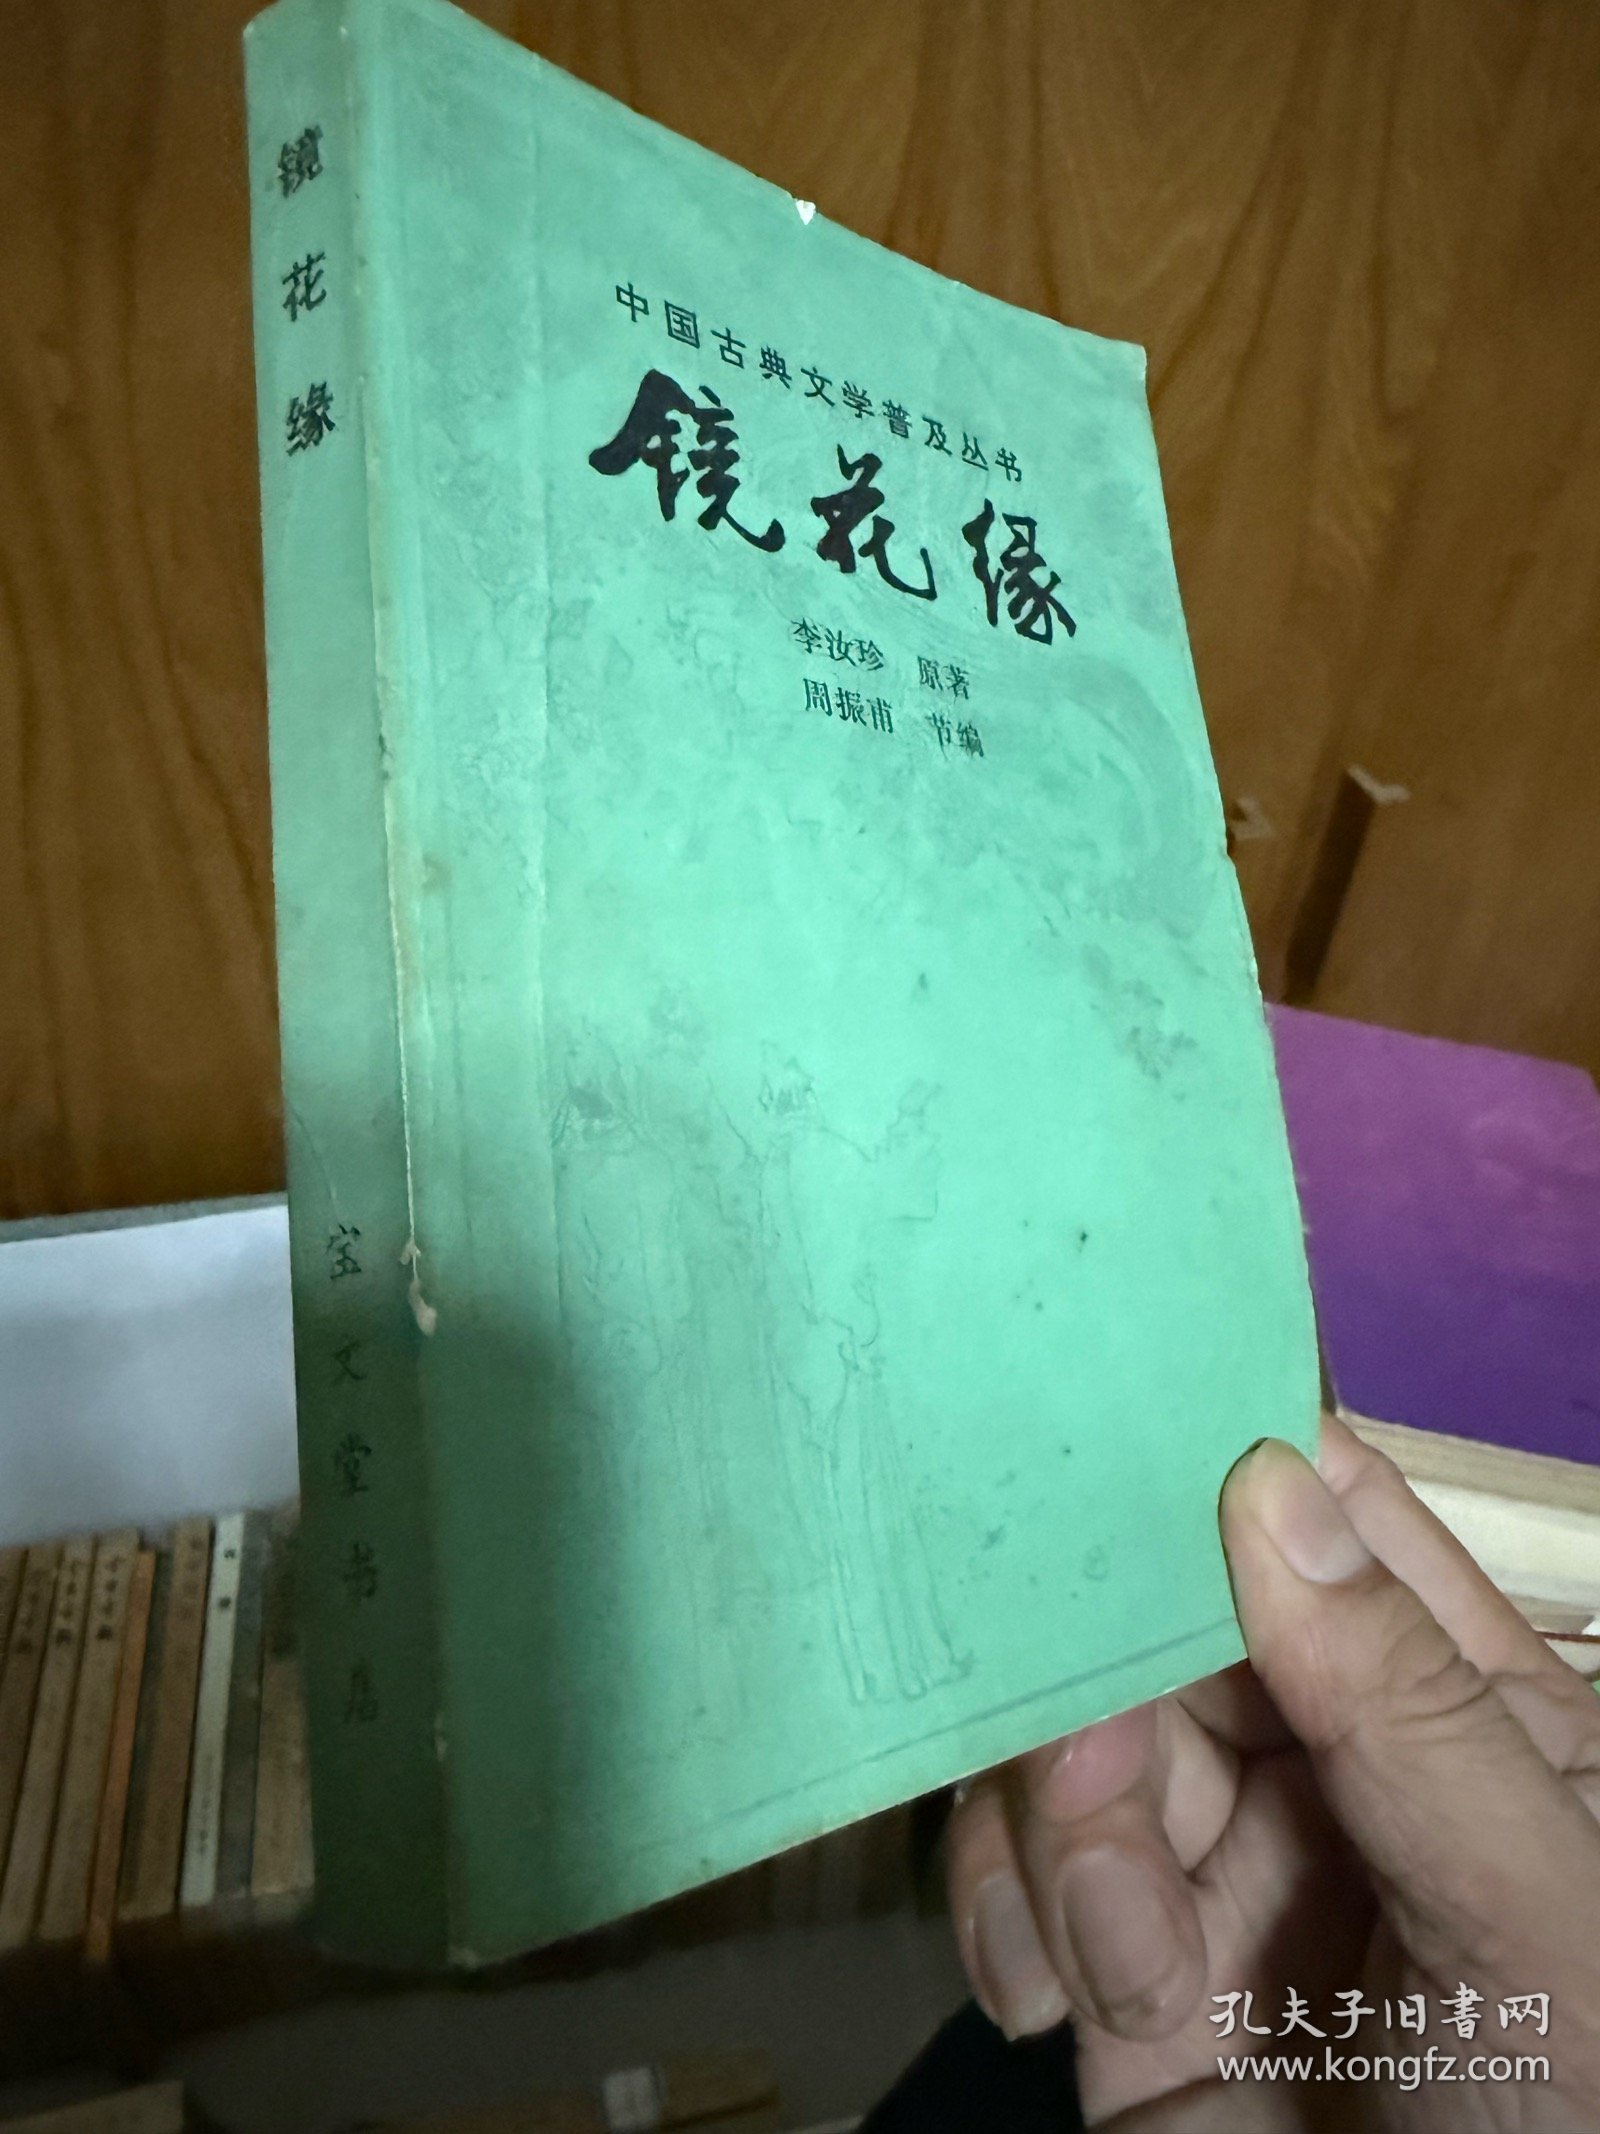 中国古典文学普及丛书
镜花缘
李汝珍 原著
周振甫 节编
镜花缘
宝文堂书店
孔夫子旧书网
www.kongfz.com